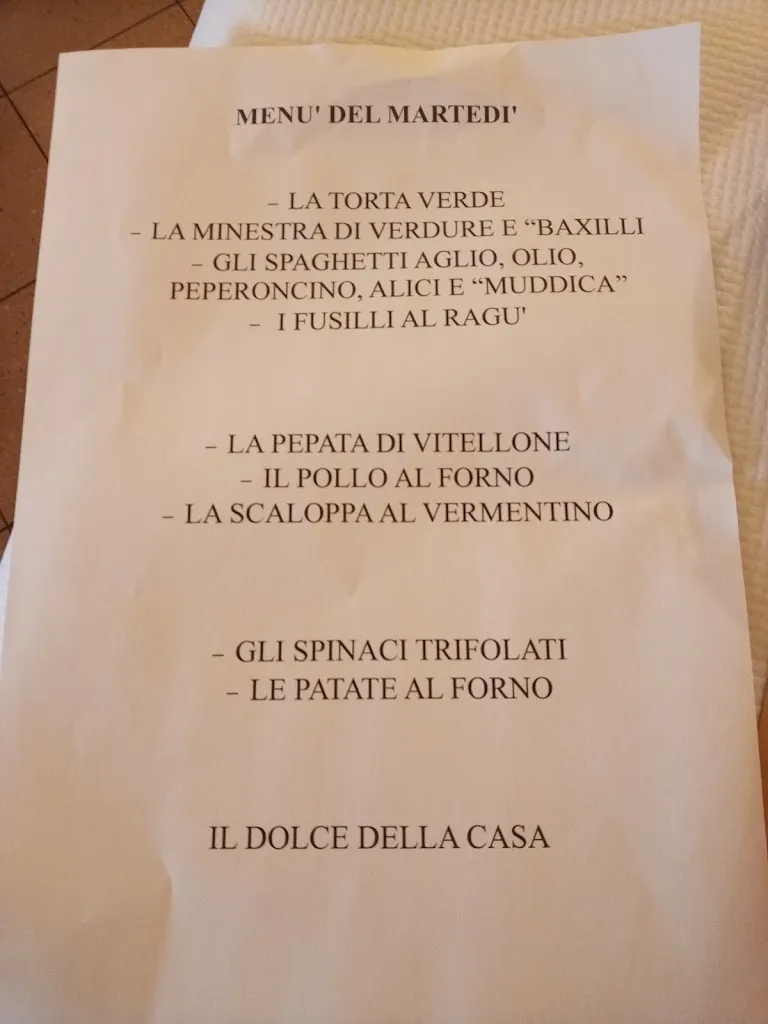 MENU' DEL MARTEDI'
– LA TORTA VERDE
– LA MINESTRA DI VERDURE E “BAXILLI
– GLI SPAGHETTI AGLIO, OLIO,
PEPERONCINO, ALICI E “MUDDICA”
– I FUSILLI AL RAGU'
– LA PEPATA DI VITELLONE
– IL POLLO AL FORNO
– LA SCALOPPA AL VERMENTINO
– GLI SPINACI TRIFOLATI
– LE PATATE AL FORNO
IL DOLCE DELLA CASA